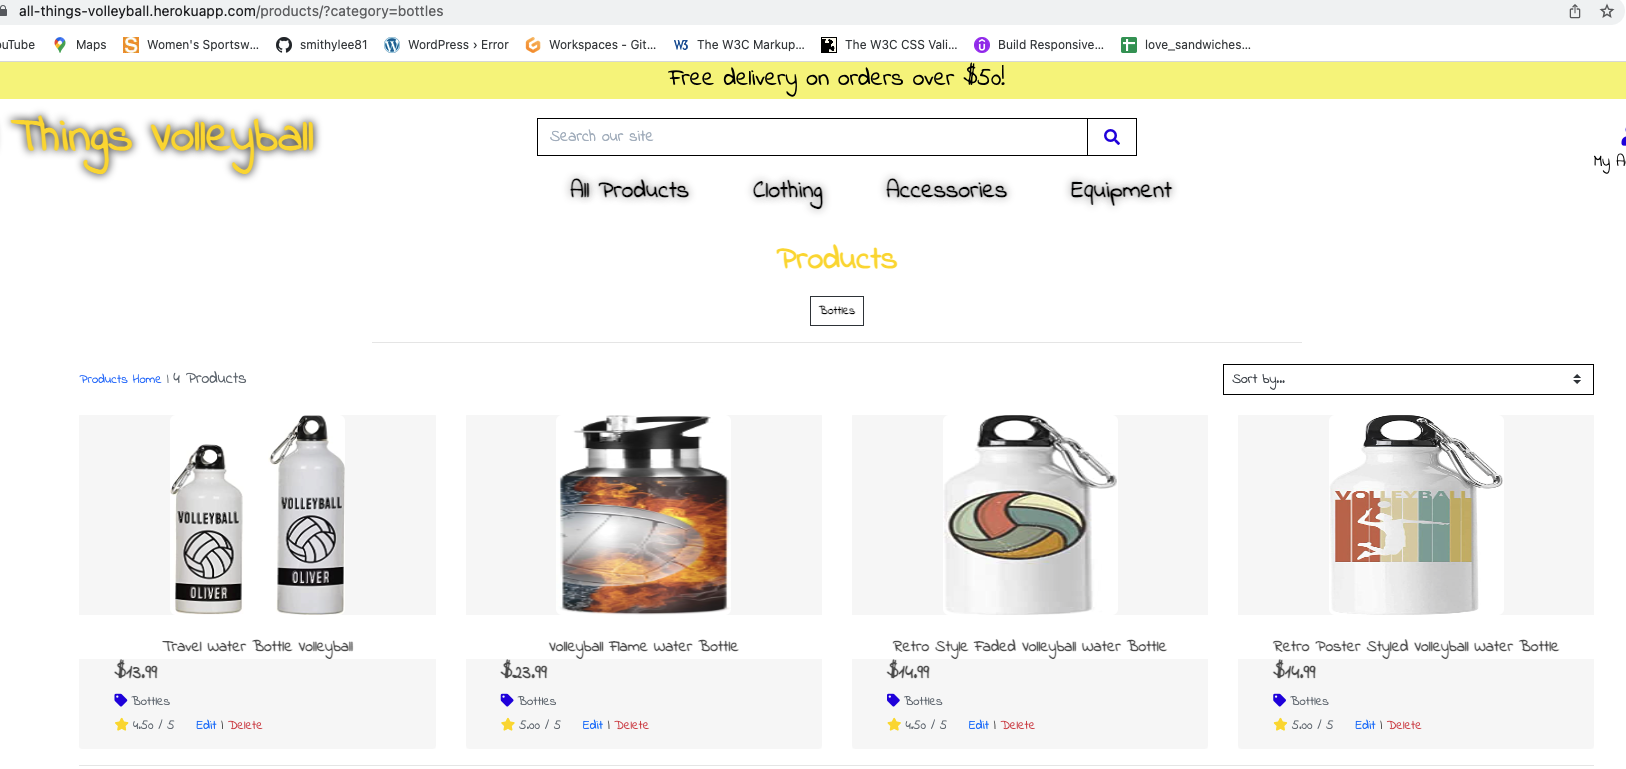 all-things-volleyball.herokuapp.com/products/?category=bottles
uTube Maps Women's Sportsw... smithylee81 WordPress › Error Workspaces - Git... The W3C Markup... The W3C CSS Vali... Build Responsive... love_sandwiches...
Free delivery on orders over $50!
Things Volleyball
Search our site
My A
All Products Clothing Accessories Equipment
Products
Bottles
Products Home | 4 Products
Sort by...
VOLLEYBALL
OLIVER
VOLLEYBALL
OLIVER
VOLLEYBALL
Travel Water Bottle Volleyball
$13.99
Bottles
4.50 / 5 Edit | Delete
Volleyball Flame Water Bottle
$23.99
Bottles
5.00 / 5 Edit | Delete
Retro Style Faded Volleyball Water Bottle
$14.99
Bottles
4.50 / 5 Edit | Delete
Retro Poster Styled Volleyball Water Bottle
$14.99
Bottles
5.00 / 5 Edit | Delete